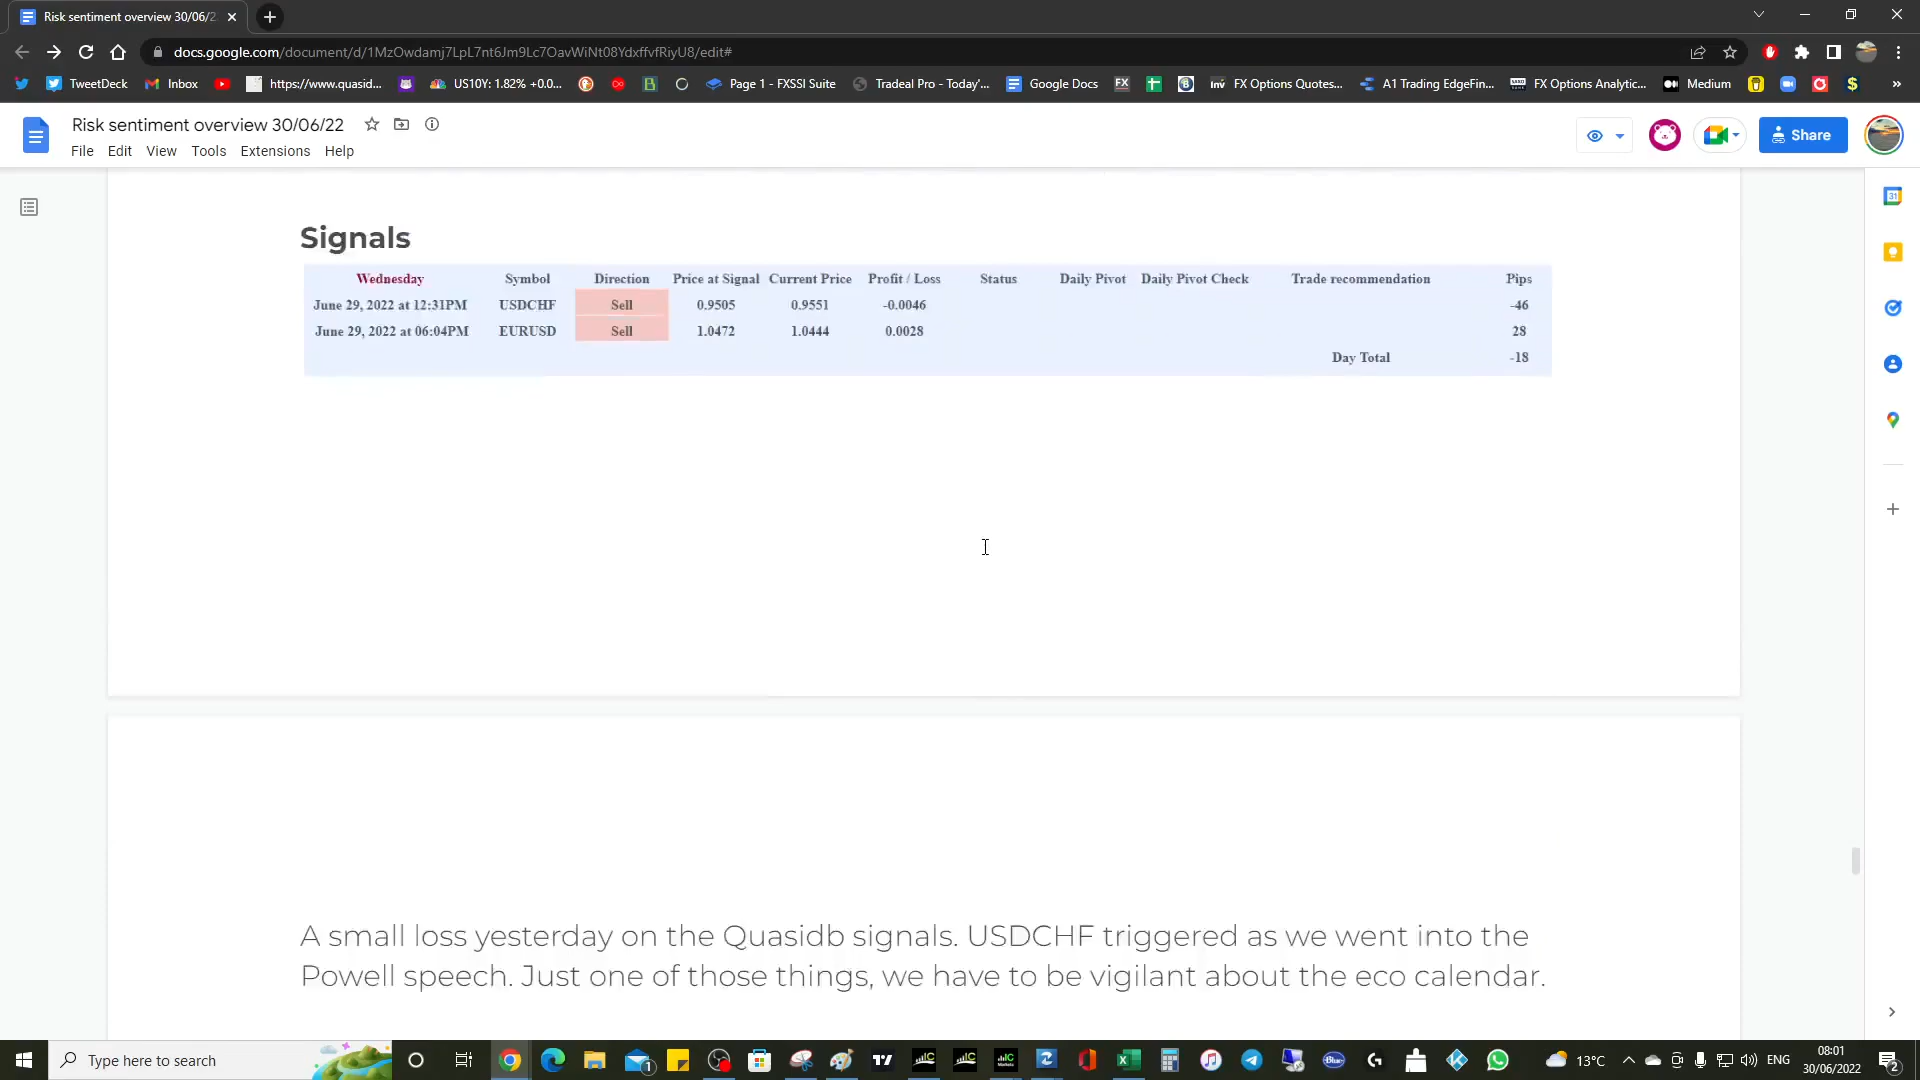 Risk sentiment overview 30/06/2
docs.google.com/document/d/1MzOwdamj7LpL7nt6Jm9Lc7OavWiNt08YdxffvfRiyU8/edit#
TweetDeck Inbox https://www.quasid... US10Y: 1.82% +0.0... Page 1 - FXSSI Suite Tradeal Pro - Today'... Google Docs FX Options Quotes... A1 Trading EdgeFin... FX Options Analytic... Medium »
Risk sentiment overview 30/06/22
File Edit View Tools Extensions Help
Share
Signals
Wednesday Symbol Direction Price at Signal Current Price Profit / Loss Status Daily Pivot Daily Pivot Check Trade recommendation Pips
June 29, 2022 at 12:31PM USDCHF Sell 0.9505 0.9551 -0.0046 -46
June 29, 2022 at 06:04PM EURUSD Sell 1.0472 1.0444 0.0028 28
Day Total -18
A small loss yesterday on the Quasidb signals. USDCHF triggered as we went into the
Powell speech. Just one of those things, we have to be vigilant about the eco calendar.
Type here to search
13°C ENG
08:01
30/06/2022